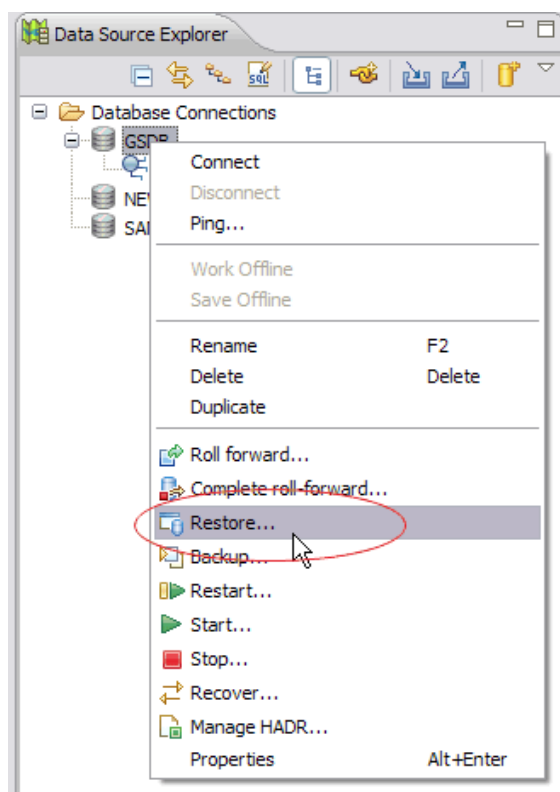 Data Source Explorer
SQL
Database Connections
GSDB
NE
SA
Connect
Disconnect
Ping...
Work Offline
Save Offline
Rename F2
Delete Delete
Duplicate
Roll forward...
Complete roll-forward...
Restore...
Backup...
Restart...
Start...
Stop...
Recover...
Manage HADR...
Properties Alt+Enter